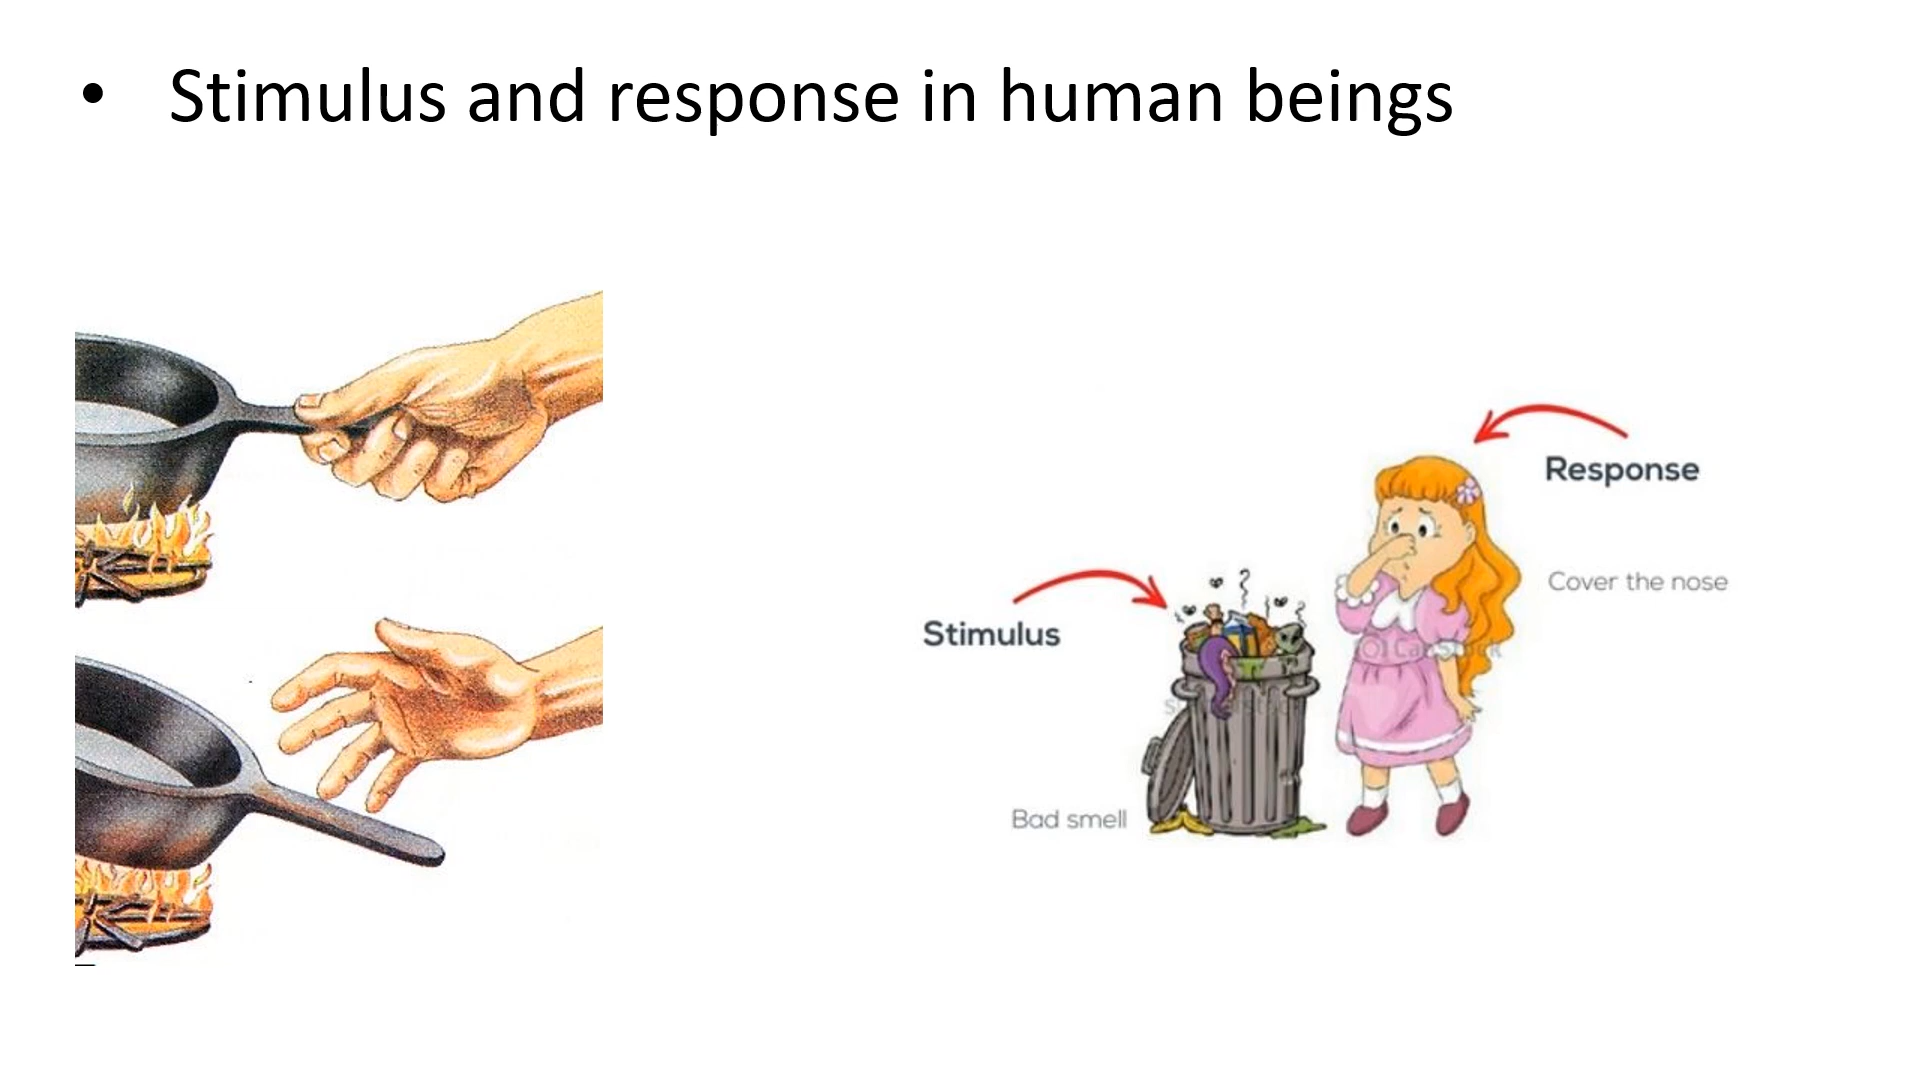 • Stimulus and response in human beings
Response
Cover the nose
Stimulus
Bad smell